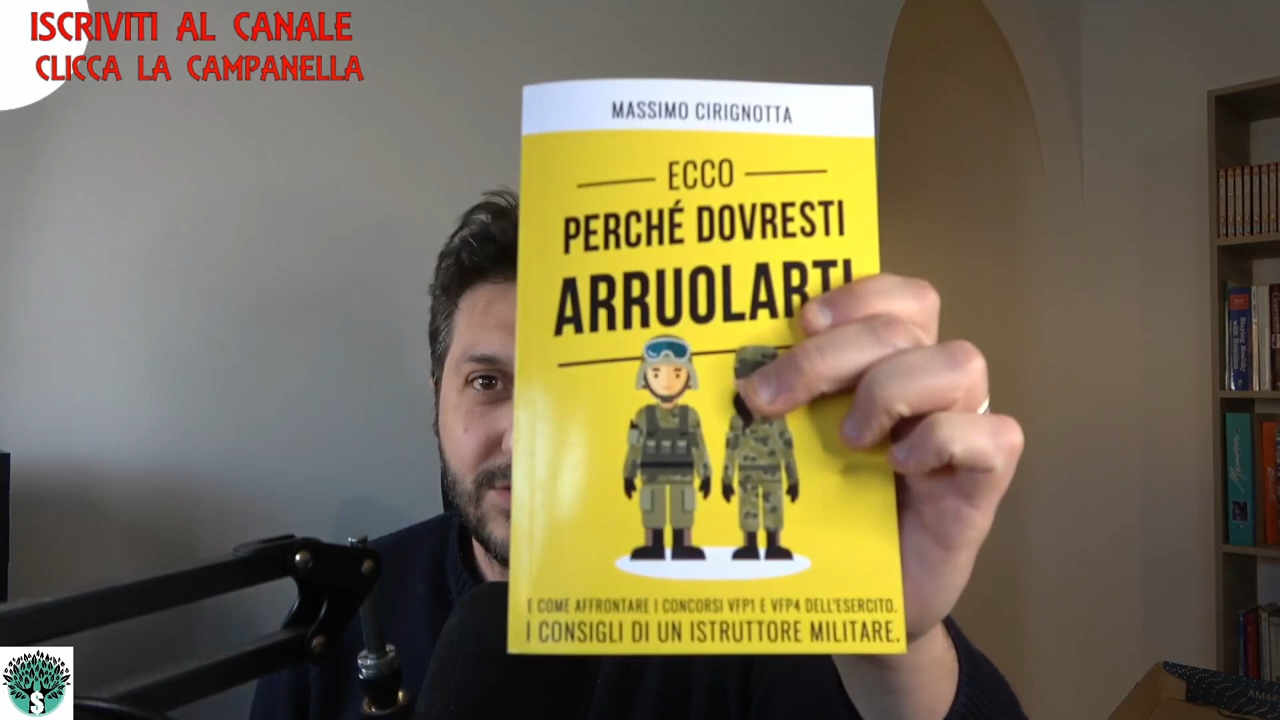 ISCRIVITI AL CANALE
CLICCA LA CAMPANELLA
MASSIMO CIRIGNOTTA
ECCO
PERCHÉ DOVRESTI
ARRUOLARTI
E COME AFFRONTARE I CONCORSI VFP1 E VFP4 DELL'ESERCITO.
I CONSIGLI DI UN ISTRUTTORE MILITARE.
S